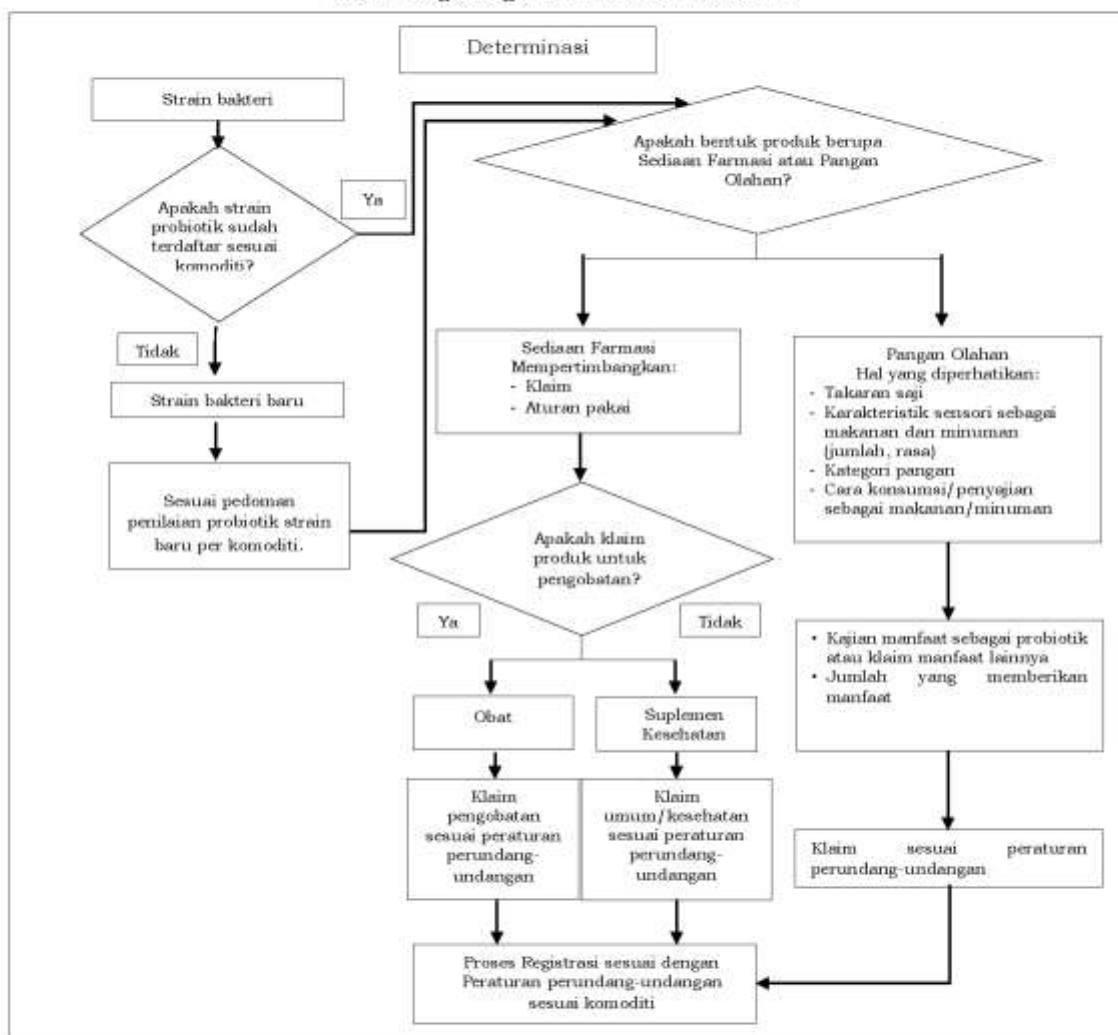 Determinasi
Strain bakteri
Apakah strain
probiotik sudah
terdaftar sesuai
komoditi?
Ya
Tidak
Strain bakteri baru
Sesuai pedoman
penilaian probiotik strain
baru per komoditi.
Apakah bentuk produk berupa
Sediaan Farmasi atau Pangan
Olahan?
Sediaan Farmasi
Mempertimbangkan:
- Klaim
- Aturan pakai
Apakah klaim
produk untuk
pengobatan?
Ya
Tidak
Obat
Suplemen
Kesehatan
Klaim
pengobatan
sesuai peraturan
perundang-
undangan
Klaim
umum/kesehatan
sesuai peraturan
perundang-
undangan
Pangan Olahan
Hal yang diperhatikan:
- Takaran saji
- Karakteristik sensori sebagai
makanan dan minuman
(jumlah, rasa)
- Kategori pangan
- Cara konsumsi/penyajian
sebagai makanan/minuman
• Kajian manfaat sebagai probiotik
atau klaim manfaat lainnya
• Jumlah yang memberikan
manfaat
Klaim sesuai peraturan
perundang-undangan
Proses Registrasi sesuai dengan
Peraturan perundang-undangan
sesuai komoditi